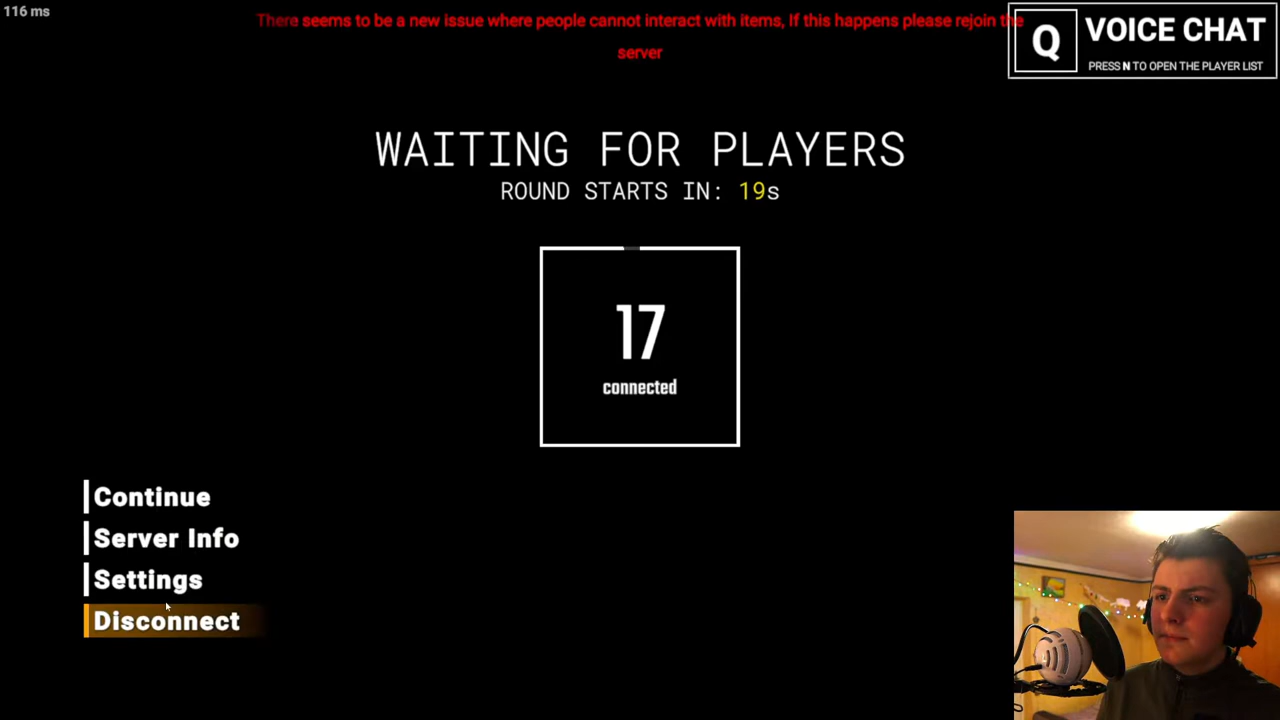 116 ms
There seems to be a new issue where people cannot interact with items, If this happens please rejoin the
server
Q
VOICE CHAT
PRESS N TO OPEN THE PLAYER LIST
WAITING FOR PLAYERS
ROUND STARTS IN: 19s
17
connected
Continue
Server Info
Settings
Disconnect